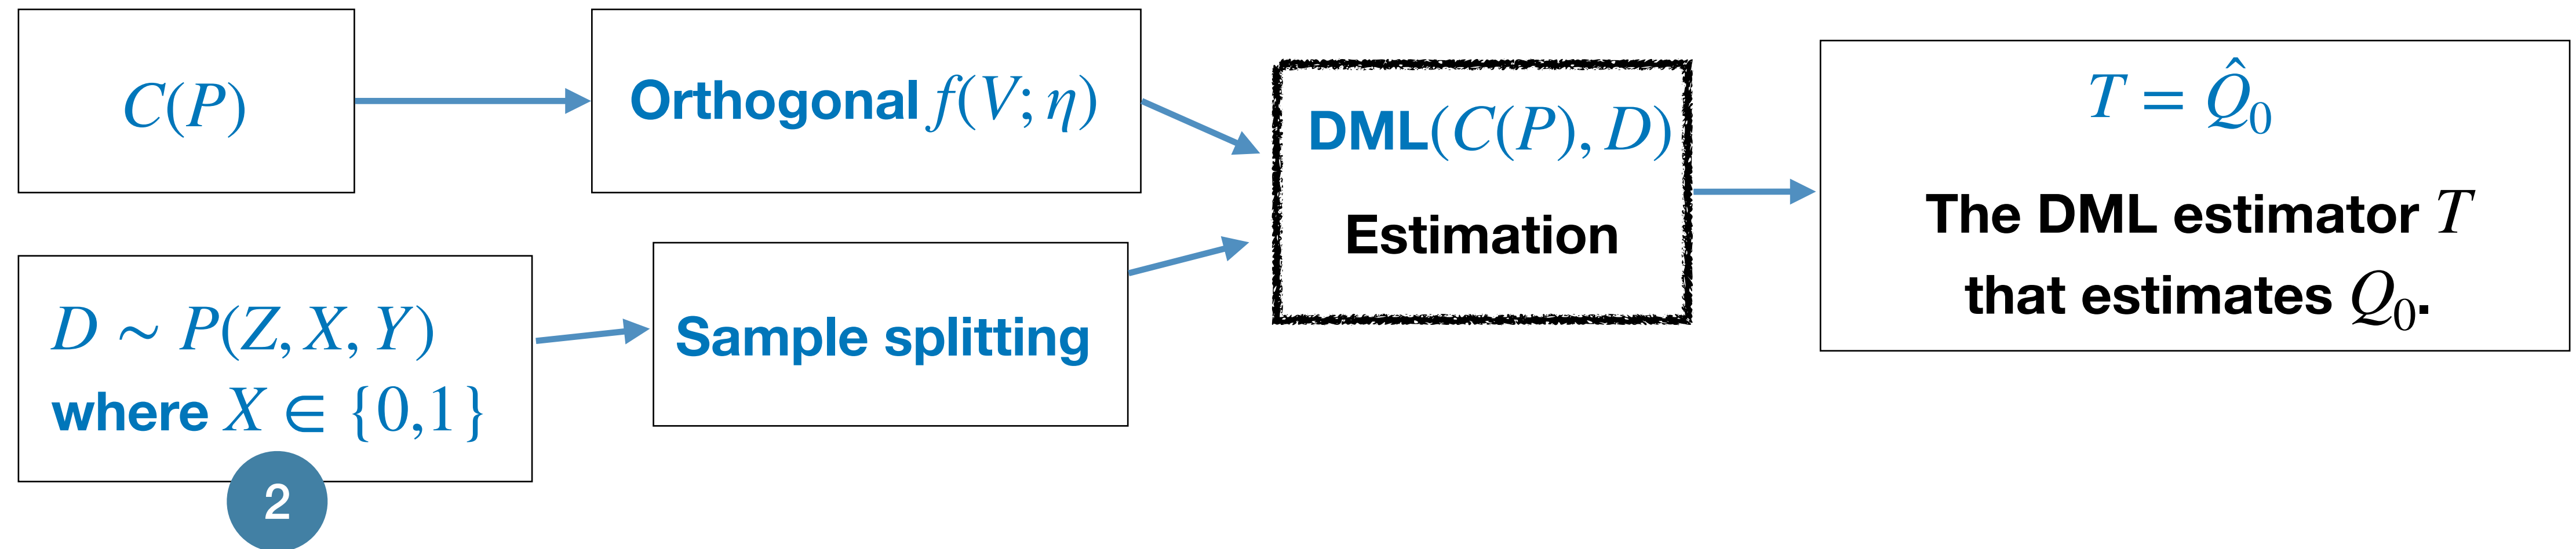 C(P)
Orthogonal f(V; η)
DML(C(P), D)
Estimation
T = Q̂₀
The DML estimator T
that estimates Q₀.
D ∼ P(Z, X, Y)
where X ∈ {0,1}
2
Sample splitting